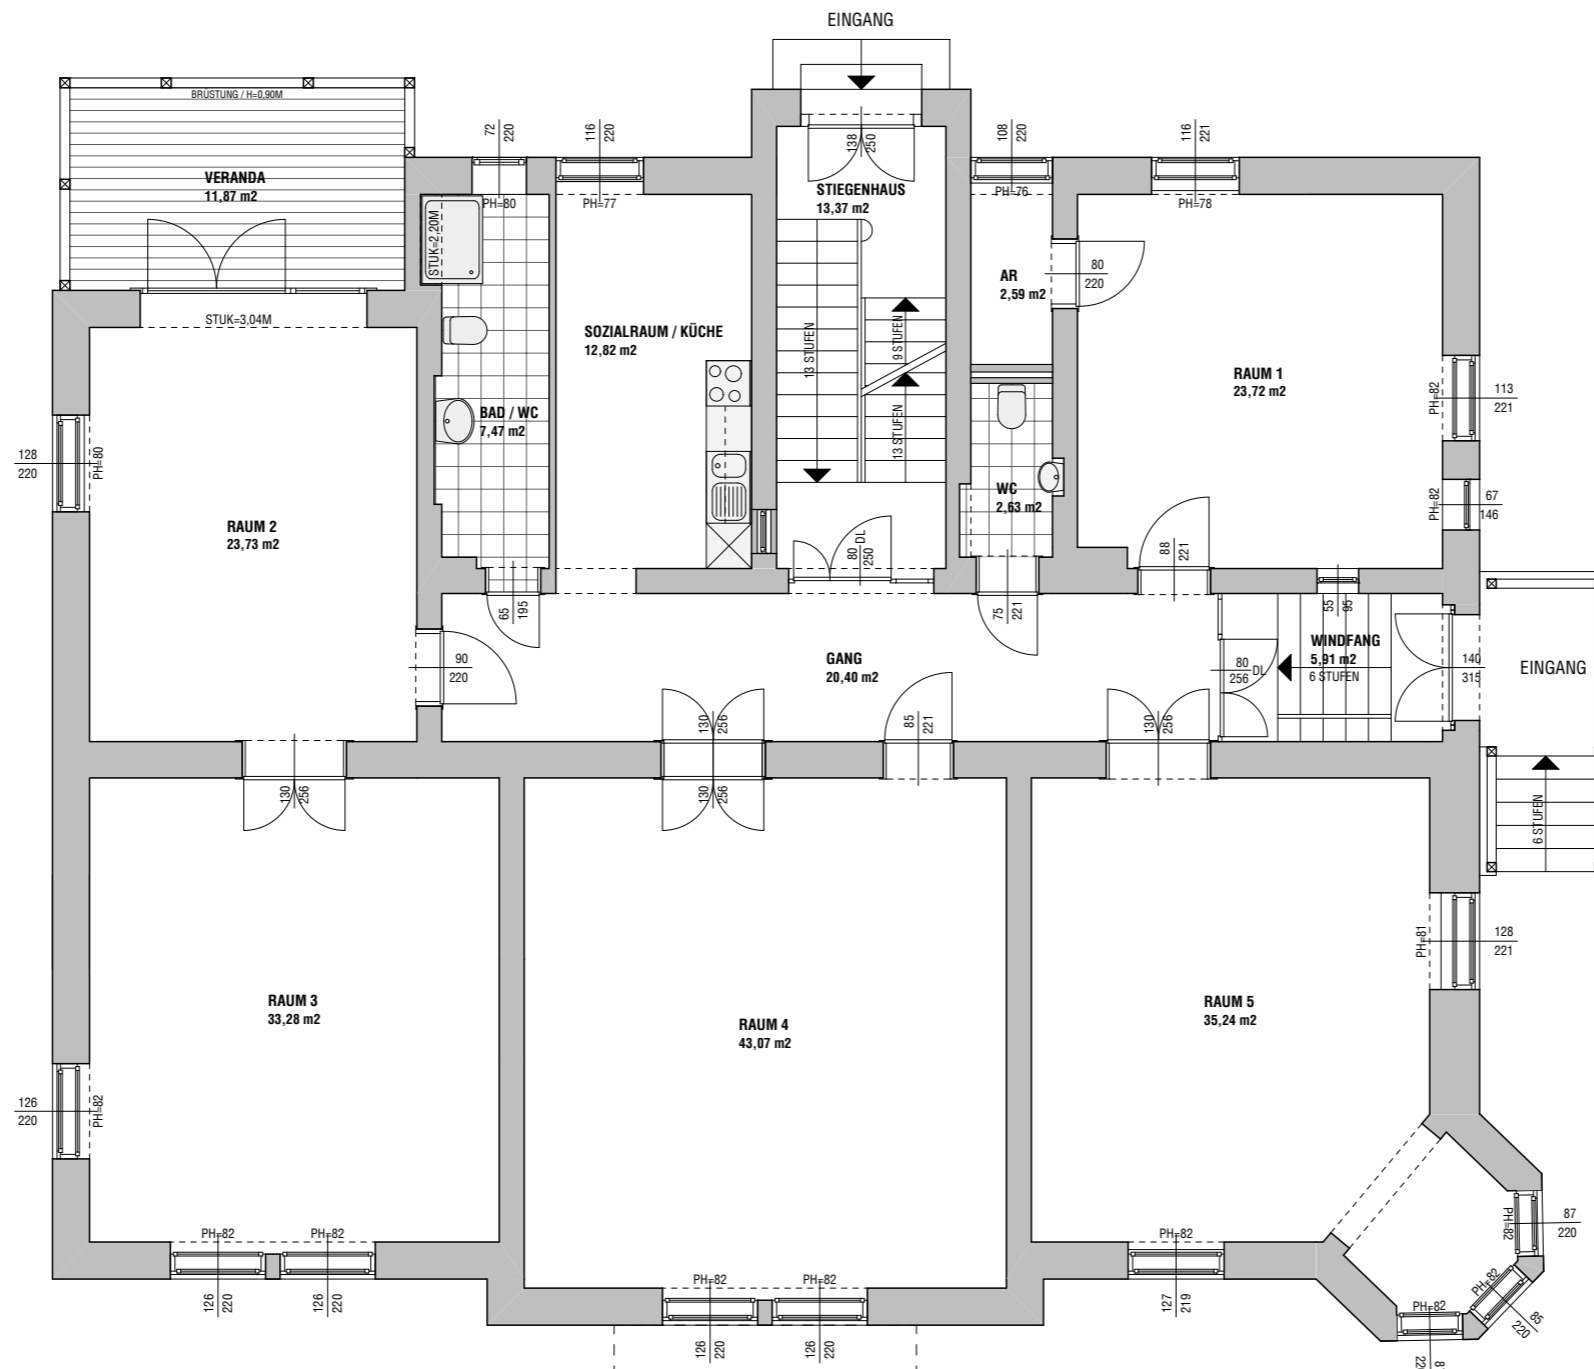 EINGANG
BRÜSTUNG / H=0,90M
VERANDA
11,87 m2
72
220
116
220
138
250
108
220
116
221
PH=80
PH=77
STIEGENHAUS
13,37 m2
PH=76
PH=78
STUK=2,20M
STUK=3,04M
AR
2,59 m2
80
220
SOZIALRAUM / KÜCHE
12,82 m2
13 STUFEN
9 STUFEN
13 STUFEN
RAUM 1
23,72 m2
PH=82
113
221
BAD / WC
7,47 m2
128
220
PH=80
RAUM 2
23,73 m2
WC
2,63 m2
PH=82
67
146
80
DL
250
88
221
65
195
75
221
55
95
WINDFANG
5,91 m2
6 STUFEN
90
220
GANG
20,40 m2
80
256
DL
140
315
EINGANG
130
256
85
221
130
256
130
256
130
256
6 STUFEN
PH=81
128
221
RAUM 3
33,28 m2
RAUM 4
43,07 m2
RAUM 5
35,24 m2
126
220
PH=82
PH=82
87
220
PH=82
PH=82
126
220
126
220
PH=82
127
219
PH=82
PH=82
126
220
126
220
PH=82
85
220
PH=82